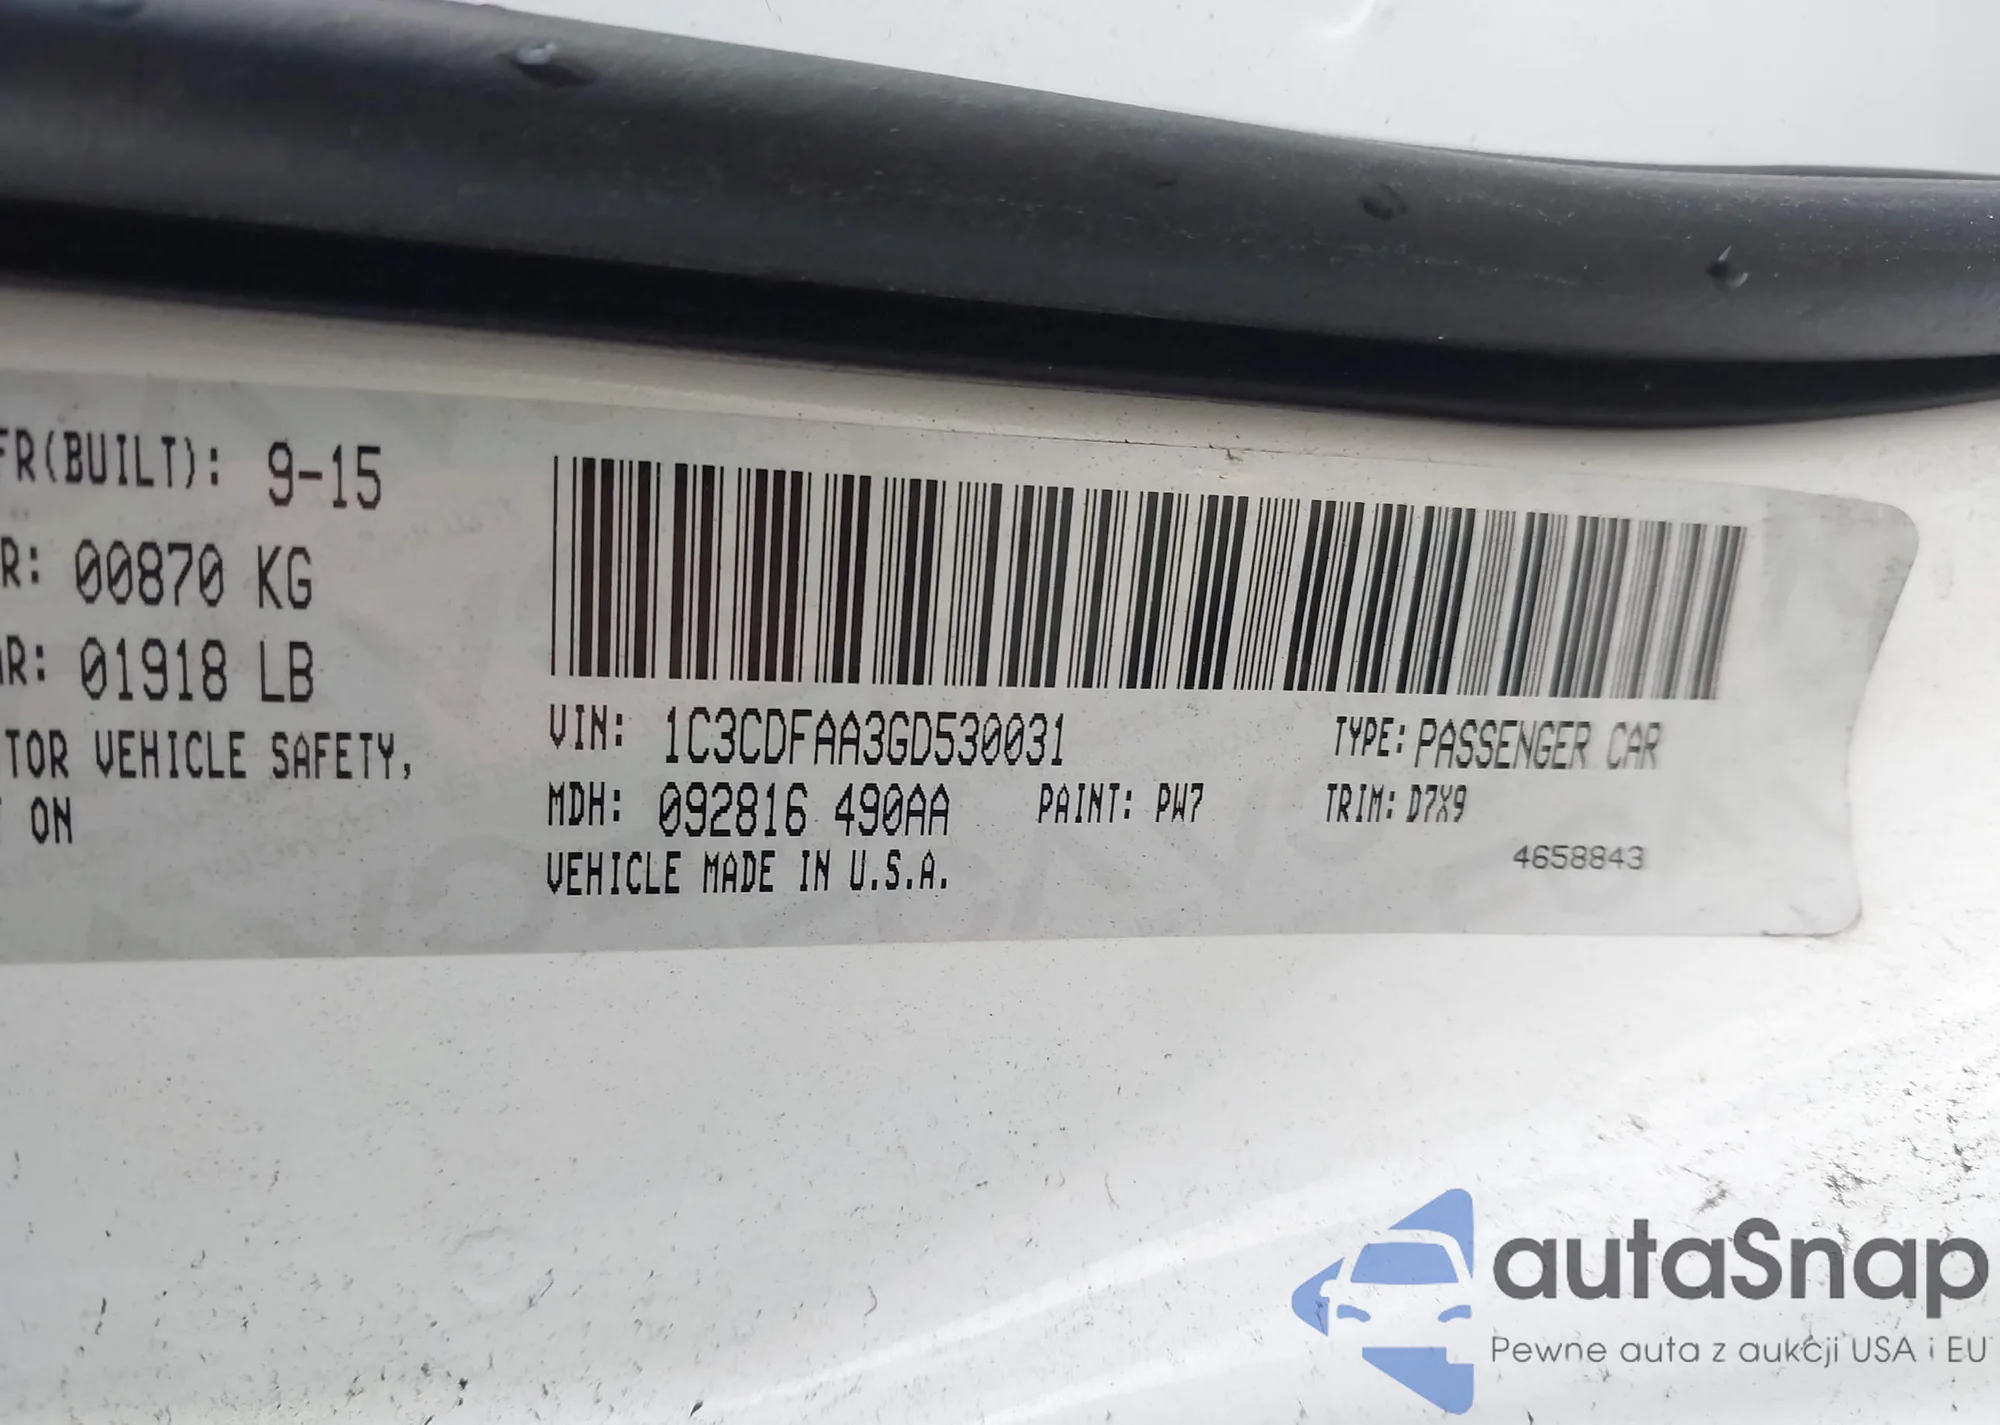 FR(BUILT): 9-15
R: 00870 KG
R: 01918 LB
TOR VEHICLE SAFETY,
ON
VIN: 1C3CDFAA3GD530031
TYPE: PASSENGER CAR
MDH: 092816 490AA
PAINT: PW7
TRIM: D7X9
VEHICLE MADE IN U.S.A.
4658843
autaSnap
Pewne auta z aukcji USA i EU